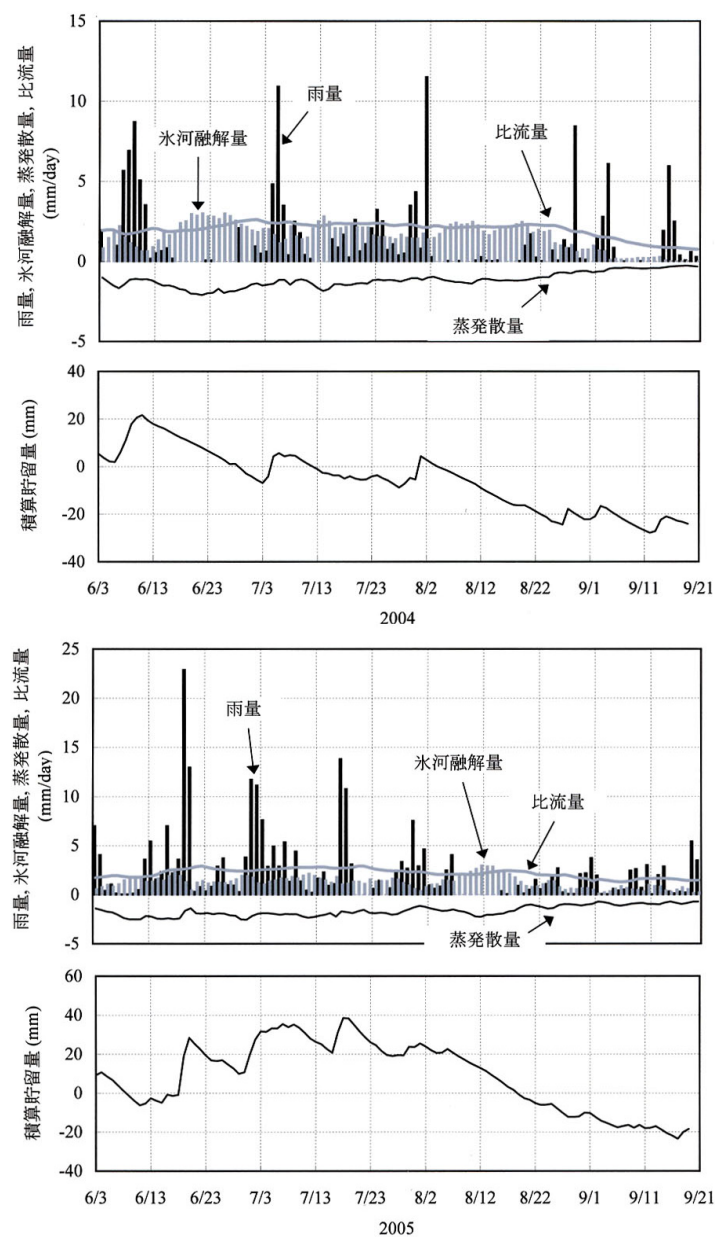 雨量, 氷河融解量, 蒸発散量, 比流量
(mm/day)
15
10
5
0
-5
雨量
氷河融解量
比流量
蒸発散量
積算貯留量 (mm)
40
20
0
-20
-40
6/3 6/13 6/23 7/3 7/13 7/23 8/2 8/12 8/22 9/1 9/11 9/21
2004
雨量, 氷河融解量, 蒸発散量, 比流量
(mm/day)
25
20
15
10
5
0
-5
雨量
氷河融解量
比流量
蒸発散量
積算貯留量 (mm)
60
40
20
0
-20
-40
6/3 6/13 6/23 7/3 7/13 7/23 8/2 8/12 8/22 9/1 9/11 9/21
2005